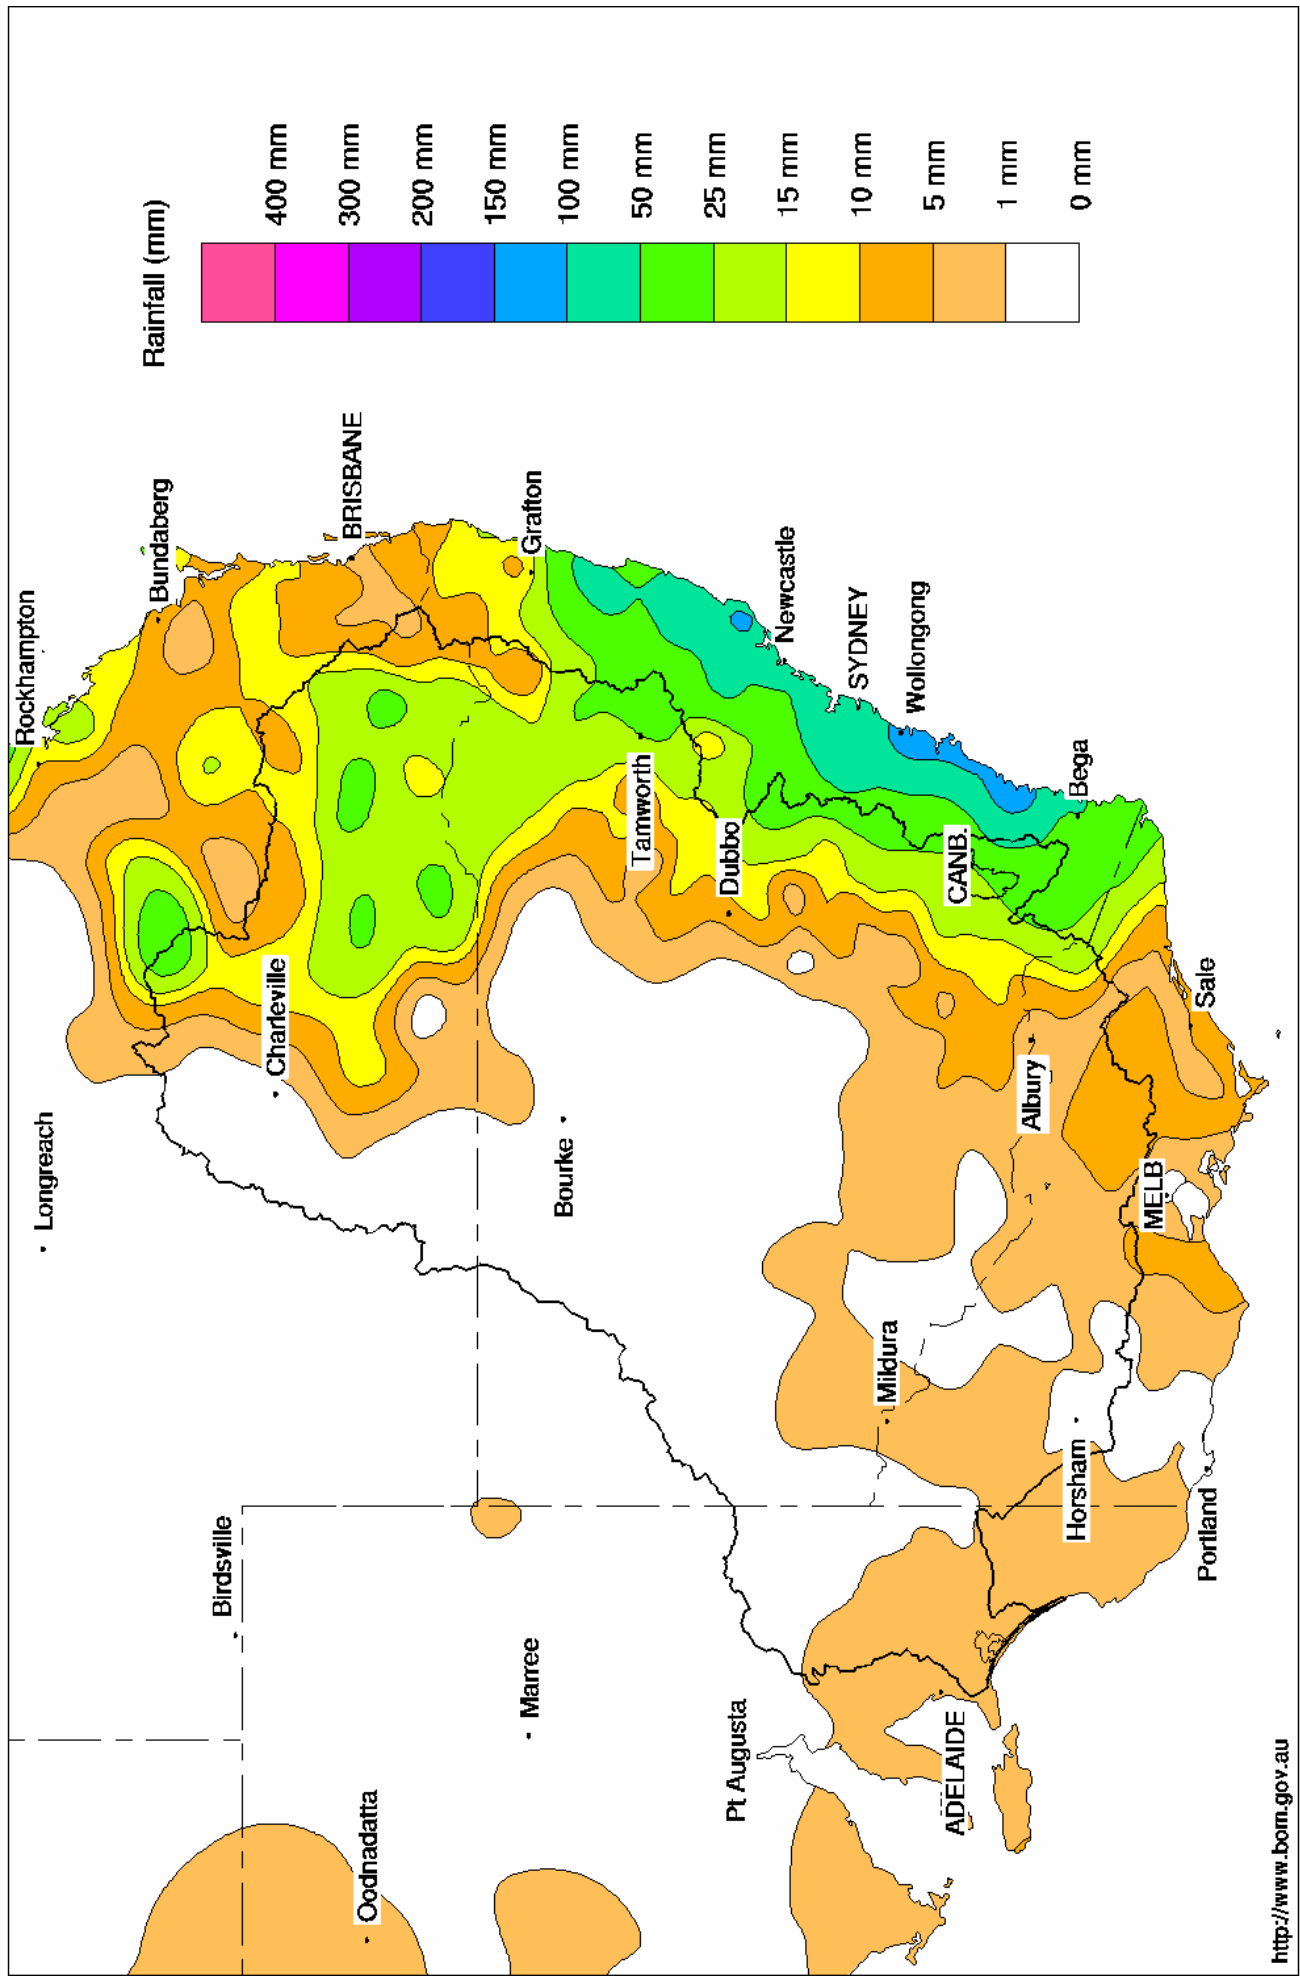 Rainfall (mm)
400 mm
300 mm
200 mm
150 mm
100 mm
50 mm
25 mm
15 mm
10 mm
5 mm
1 mm
0 mm
Rockhampton
Longreach
Bundaberg
Birdsville
Charleville
BRISBANE
Oodnadatta
Grafton
Marree
Bourke
Tamworth
Dubbo
Pt Augusta
Newcastle
SYDNEY
Mildura
Wollongong
CANB.
ADELAIDE
Albury
Bega
Horsham
MELB
Sale
Portland
http://www.bom.gov.au